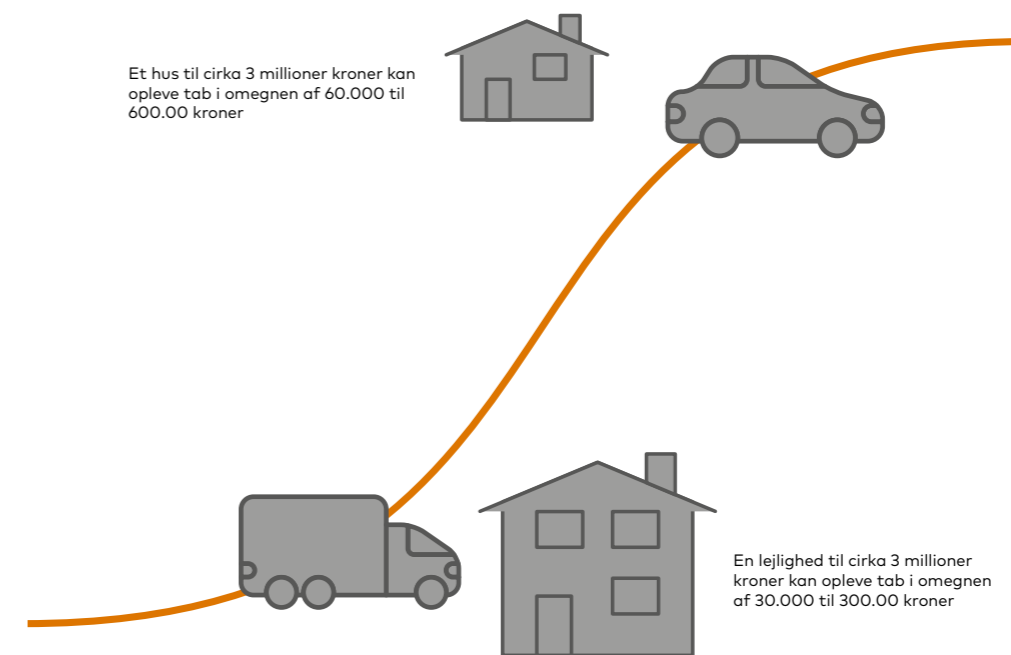 Et hus til cirka 3 millioner kroner kan
opleve tab i omegnen af 60.000 til
600.00 kroner
En lejlighed til cirka 3 millioner
kroner kan opleve tab i omegnen
af 30.000 til 300.00 kroner